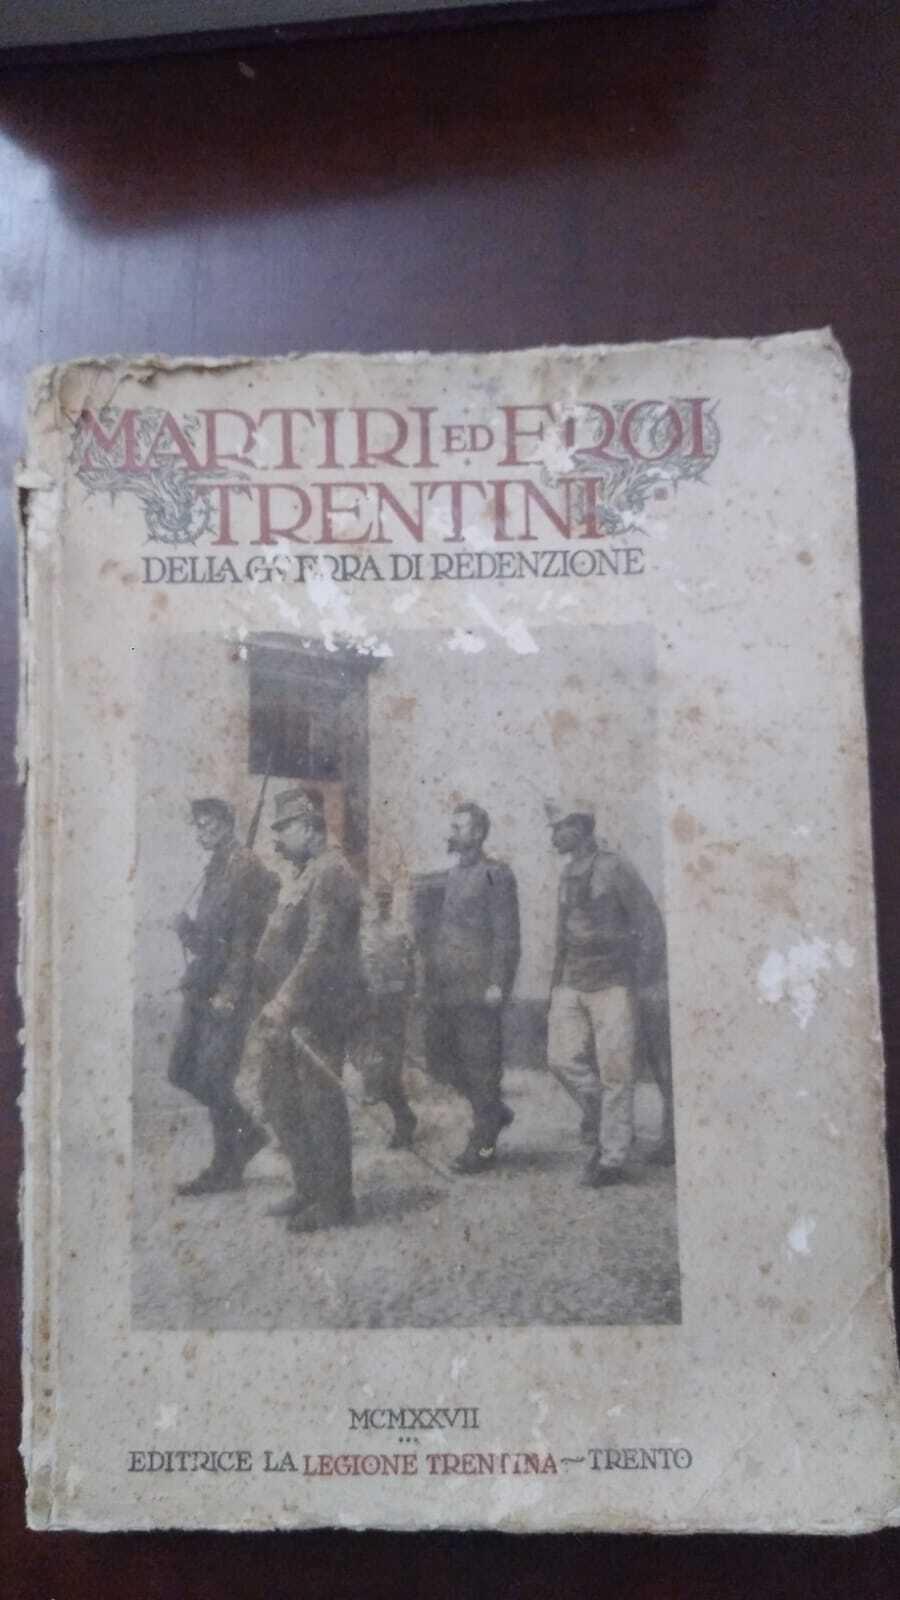 MARTIRI ED EROI
TRENTINI
DELLA GUERRA DI REDENZIONE
MCMXXVII
EDITRICE LA LEGIONE TRENTINA ~ TRENTO